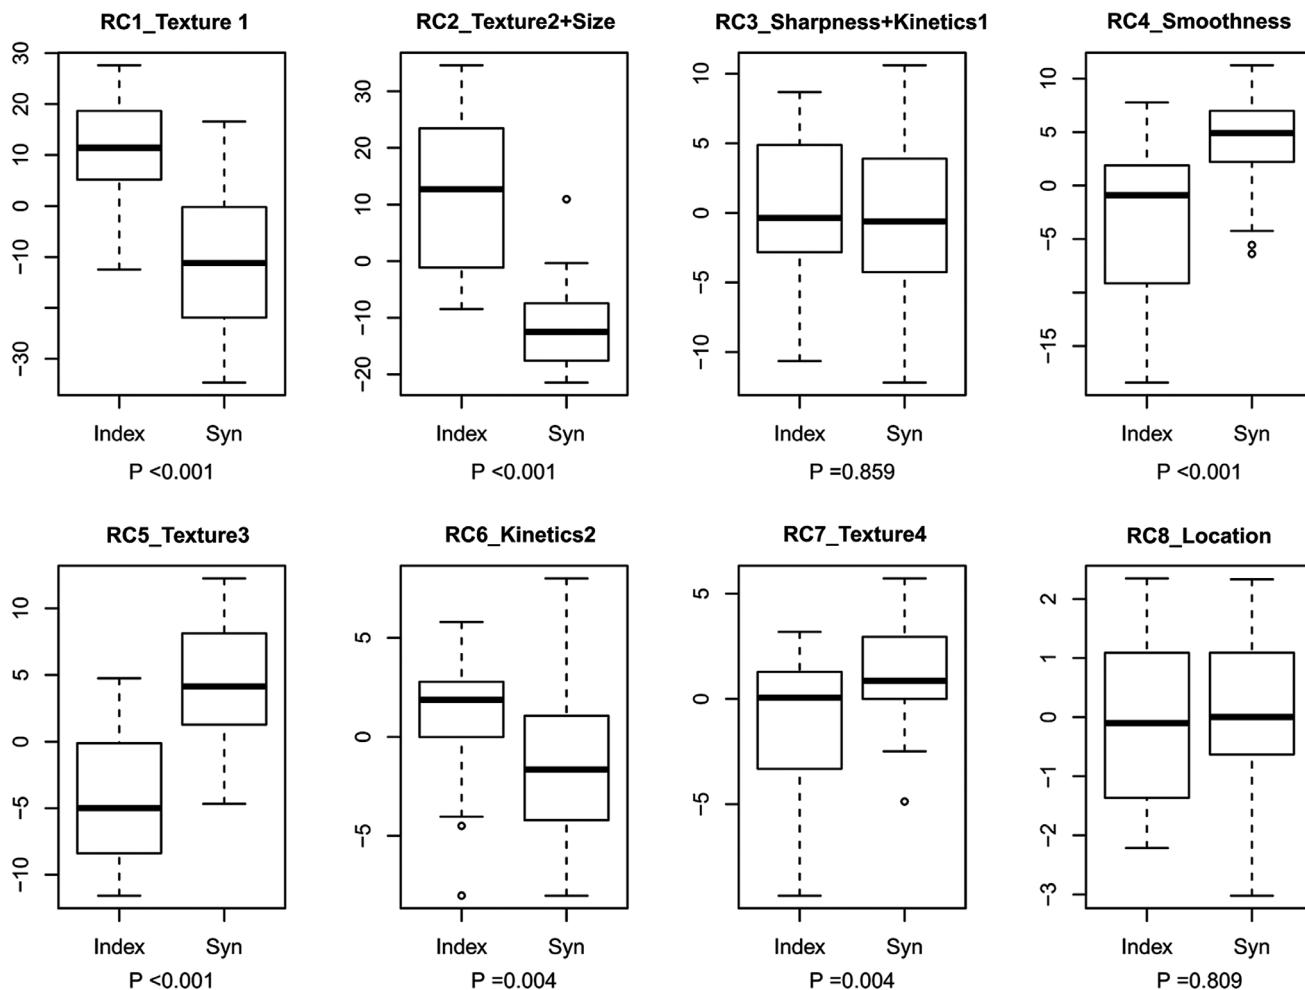 RC1_Texture 1
RC2_Texture2+Size
RC3_Sharpness+Kinetics1
RC4_Smoothness
30
20
10
0
−10
−30
Index
Syn
P <0.001
30
20
10
0
−10
−20
Index
Syn
P <0.001
10
5
0
−5
−10
Index
Syn
P =0.859
10
5
0
−5
−15
Index
Syn
P <0.001
RC5_Texture3
RC6_Kinetics2
RC7_Texture4
RC8_Location
10
5
0
−5
−10
Index
Syn
P <0.001
5
0
−5
Index
Syn
P =0.004
5
0
−5
Index
Syn
P =0.004
2
1
0
−1
−2
−3
Index
Syn
P =0.809